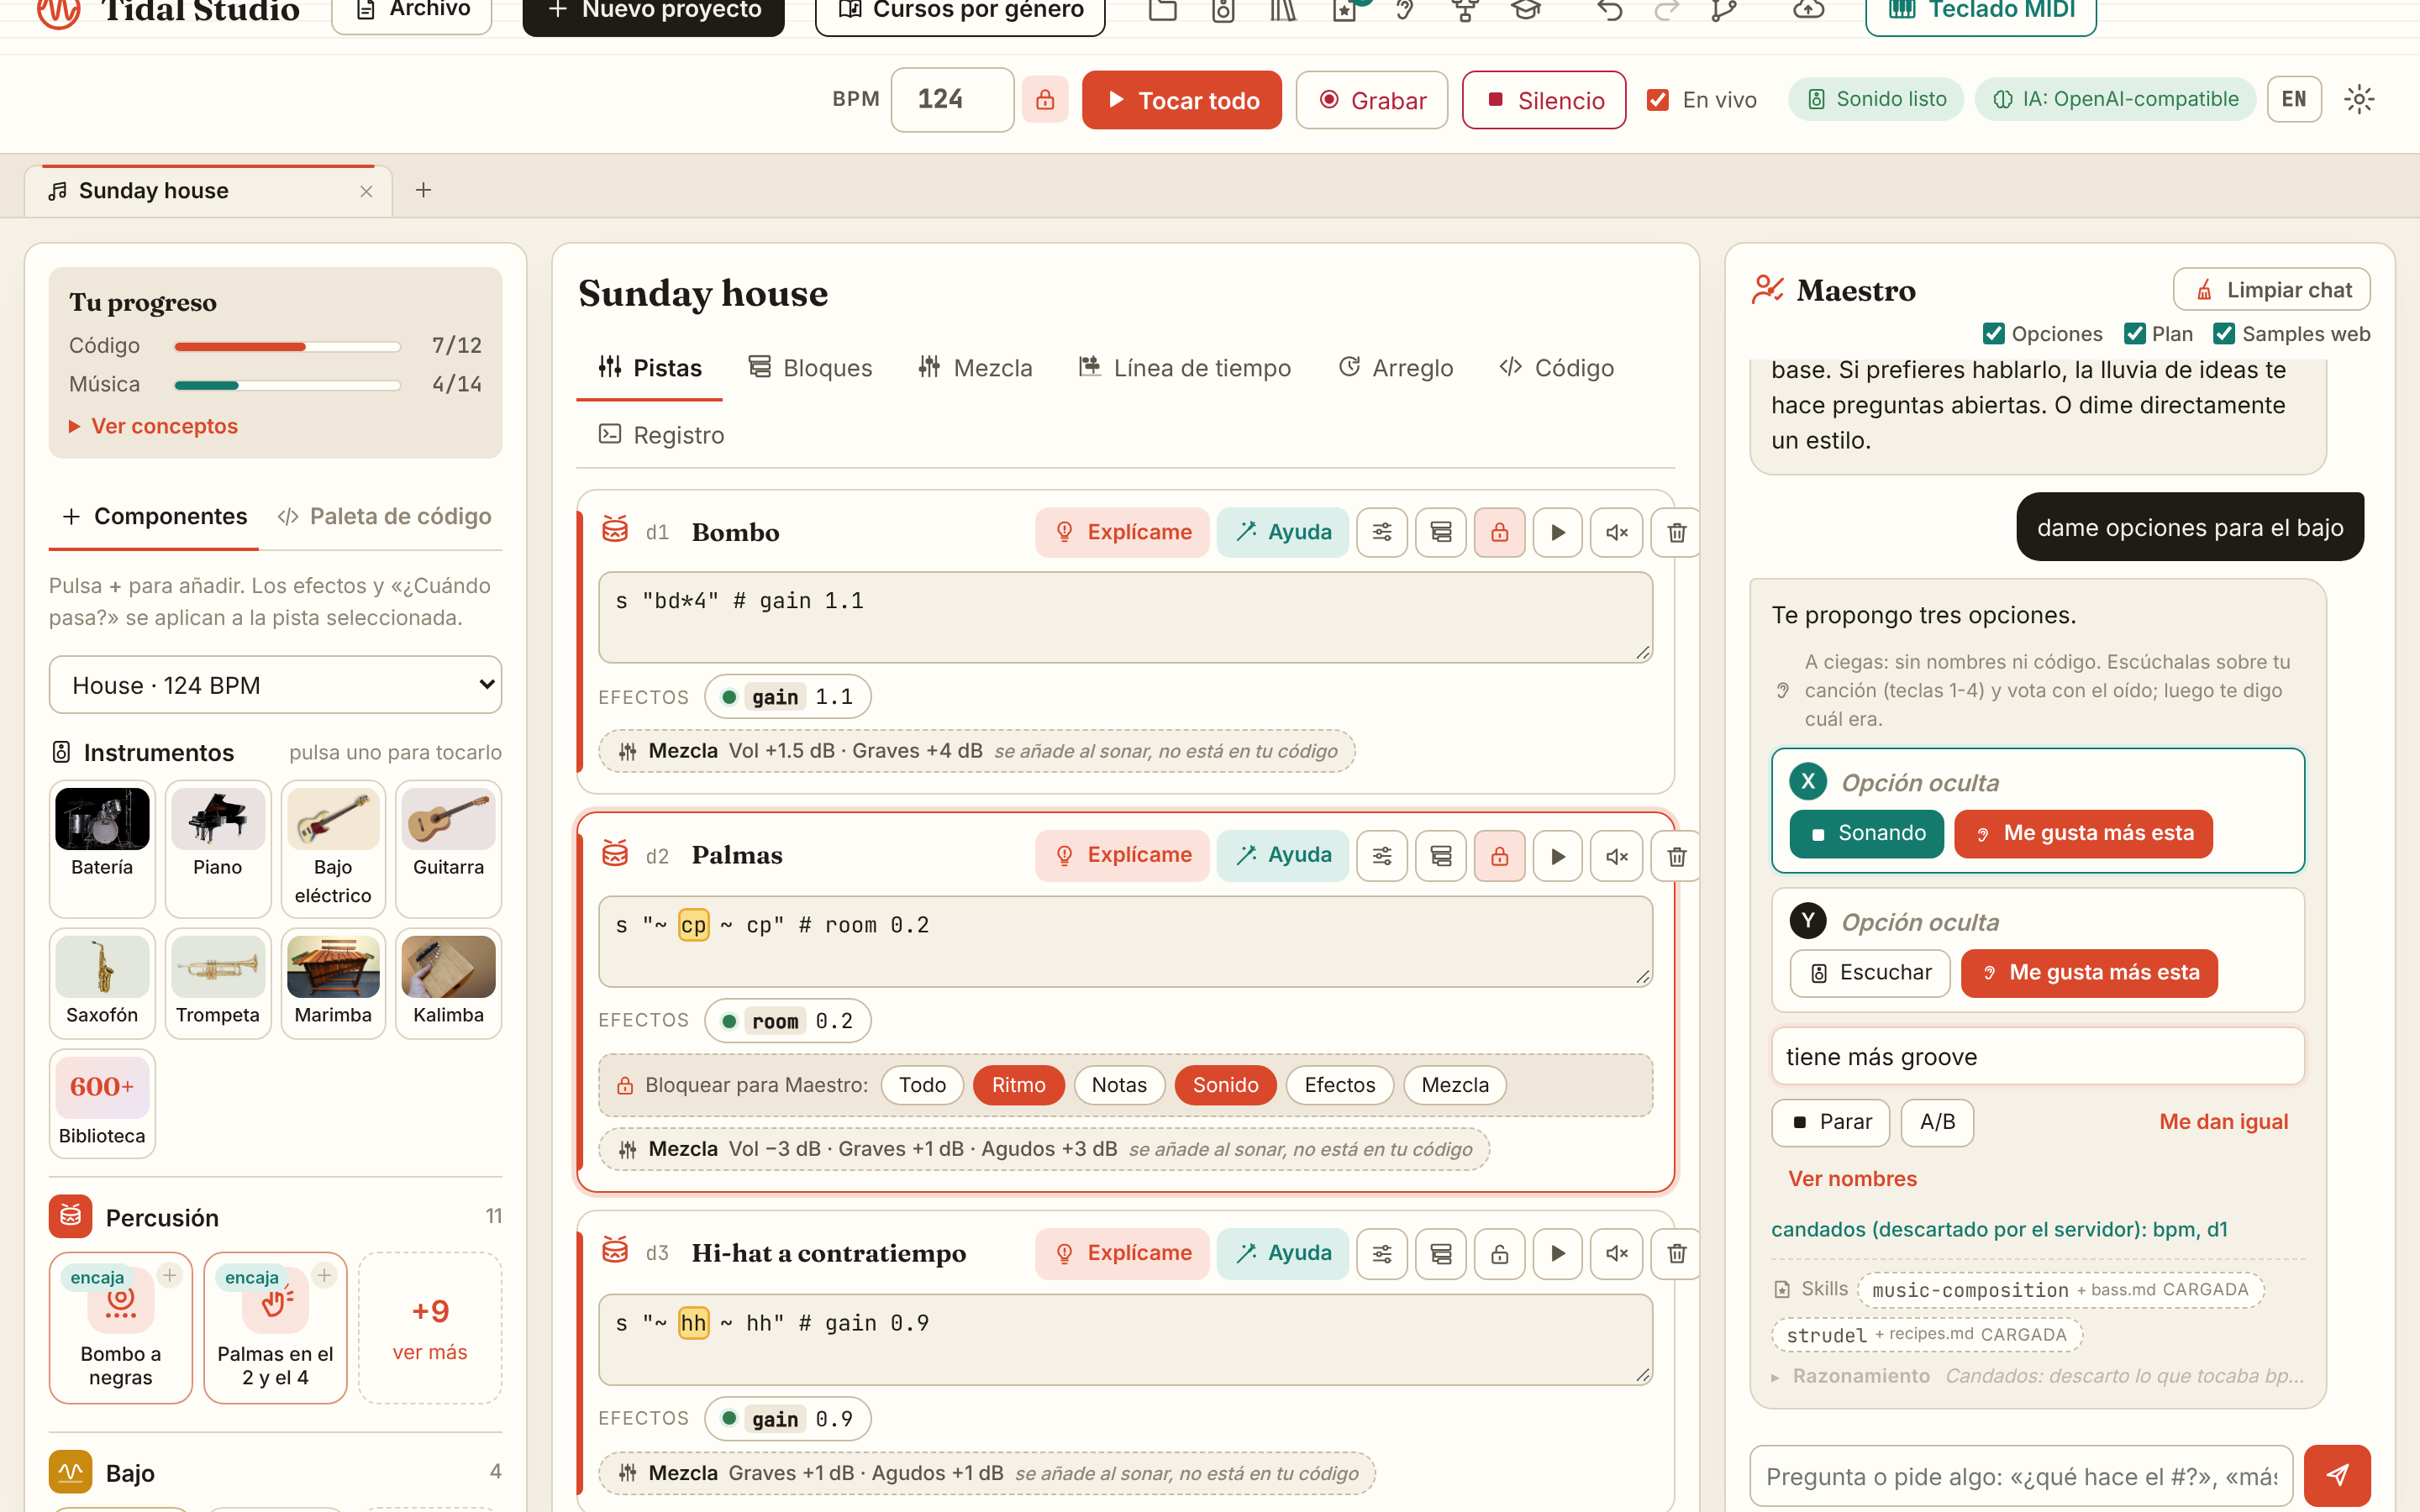 Tidal Studio
Archivo
+ Nuevo proyecto
Cursos por género
Teclado MIDI
BPM
124
Tocar todo
Grabar
Silencio
En vivo
Sonido listo
IA: OpenAI-compatible
EN
Sunday house
+
Tu progreso
Código 7/12
Música 4/14
Ver conceptos
+ Componentes
Paleta de código
Pulsa + para añadir. Los efectos y «¿Cuándo
pasa?» se aplican a la pista seleccionada.
House · 124 BPM
Instrumentos
pulsa uno para tocarlo
Batería
Piano
Bajo
eléctrico
Guitarra
Saxofón
Trompeta
Marimba
Kalimba
600+
Biblioteca
Percusión
11
encaja
Bombo a
negras
encaja
Palmas en el
2 y el 4
+9
ver más
Bajo
4
Sunday house
Pistas
Bloques
Mezcla
Línea de tiempo
Arreglo
Código
Registro
d1 Bombo
Explícame
Ayuda
s "bd*4" # gain 1.1
EFECTOS gain 1.1
Mezcla Vol +1.5 dB · Graves +4 dB se añade al sonar, no está en tu código
d2 Palmas
Explícame
Ayuda
s "~ cp ~ cp" # room 0.2
EFECTOS room 0.2
Bloquear para Maestro: Todo Ritmo Notas Sonido Efectos Mezcla
Mezcla Vol −3 dB · Graves +1 dB · Agudos +3 dB se añade al sonar, no está en tu código
d3 Hi-hat a contratiempo
Explícame
Ayuda
s "~ hh ~ hh" # gain 0.9
EFECTOS gain 0.9
Mezcla Graves +1 dB · Agudos +1 dB se añade al sonar, no está en tu código
Maestro
Limpiar chat
Opciones
Plan
Samples web
base. Si prefieres hablarlo, la lluvia de ideas te
hace preguntas abiertas. O dime directamente
un estilo.
dame opciones para el bajo
Te propongo tres opciones.
A ciegas: sin nombres ni código. Escúchalas sobre tu
canción (teclas 1-4) y vota con el oído; luego te digo
cuál era.
X Opción oculta
Sonando
Me gusta más esta
Y Opción oculta
Escuchar
Me gusta más esta
tiene más groove
Parar
A/B
Me dan igual
Ver nombres
candados (descartado por el servidor): bpm, d1
Skills music-composition + bass.md CARGADA
strudel + recipes.md CARGADA
Razonamiento Candados: descarto lo que tocaba bp...
Pregunta o pide algo: «¿qué hace el #?», «más